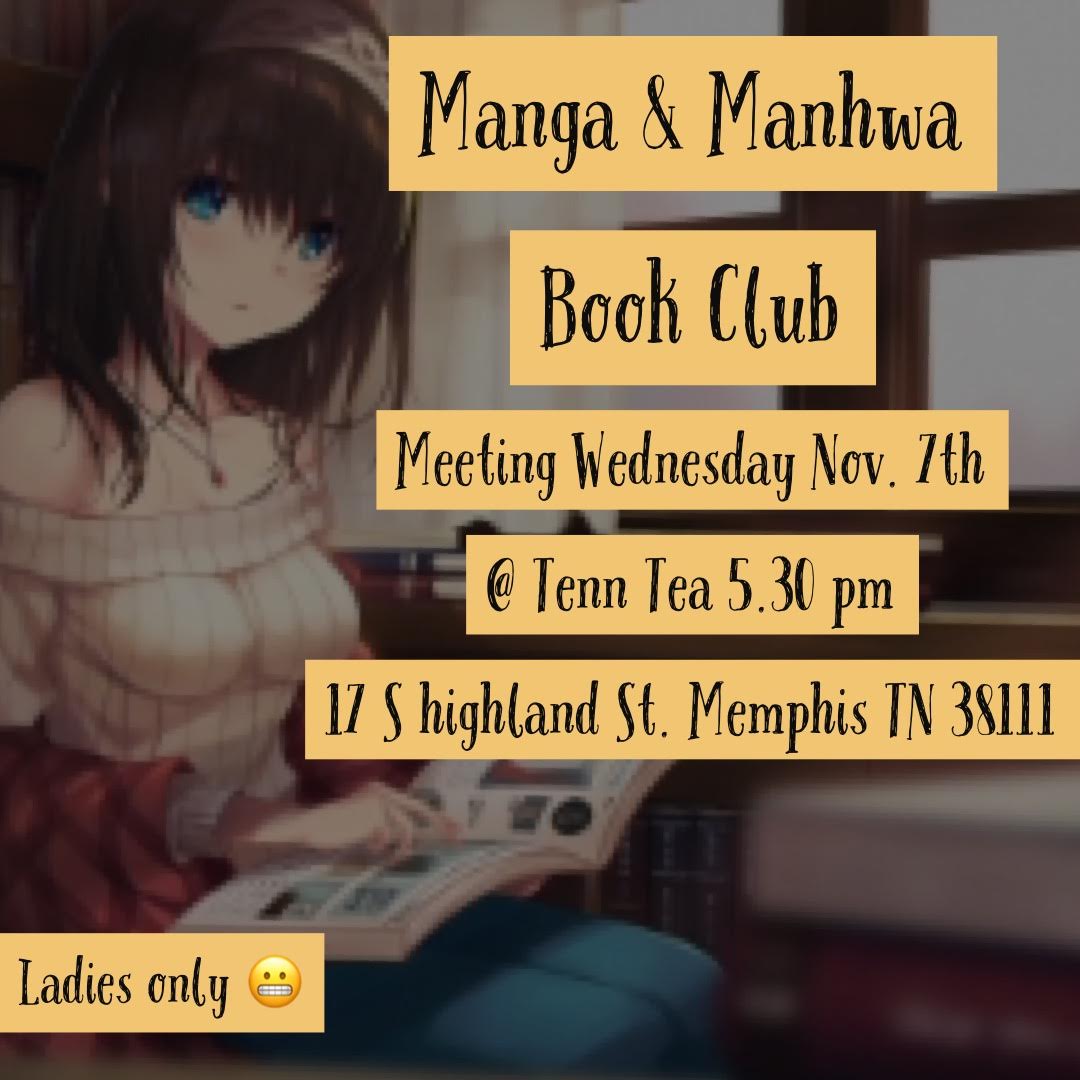 Manga & Manhwa
Book Club
Meeting Wednesday Nov. 7th
@ Tenn Tea 5.30 pm
17 S highland St. Memphis TN 38111
Ladies only 😬